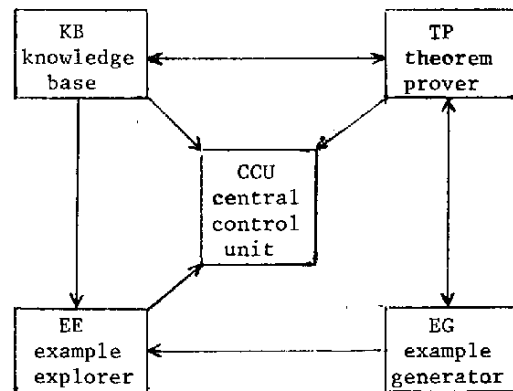 KB
knowledge
base
TP
theorem
prover
CCU
central
control
unit
EE
example
explorer
EG
example
generator